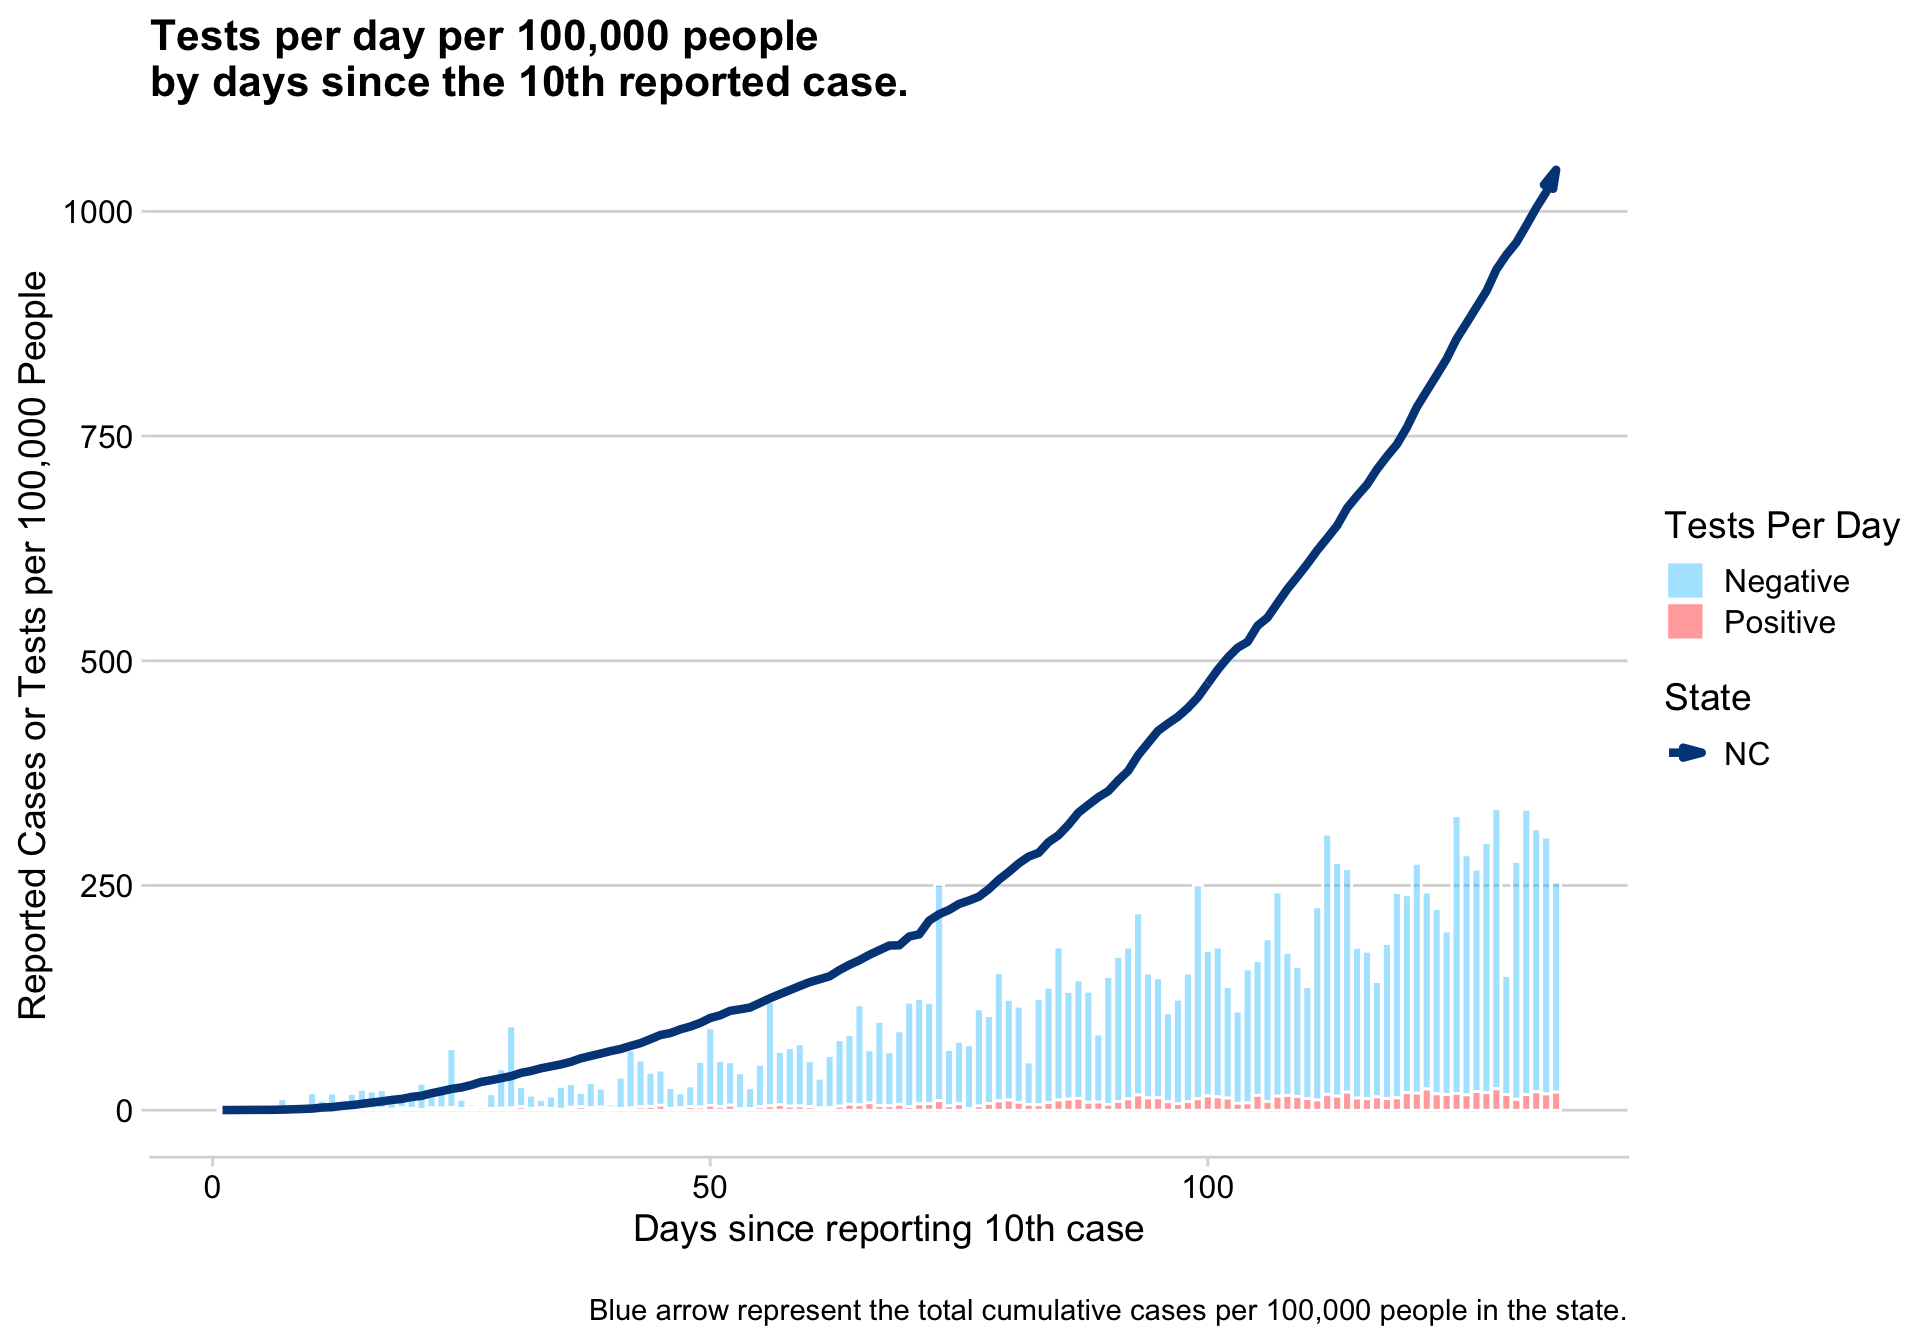 Tests per day per 100,000 people
by days since the 10th reported case.
Reported Cases or Tests per 100,000 People
1000
750
500
250
0
0
50
100
Days since reporting 10th case
Tests Per Day
Negative
Positive
State
NC
Blue arrow represent the total cumulative cases per 100,000 people in the state.